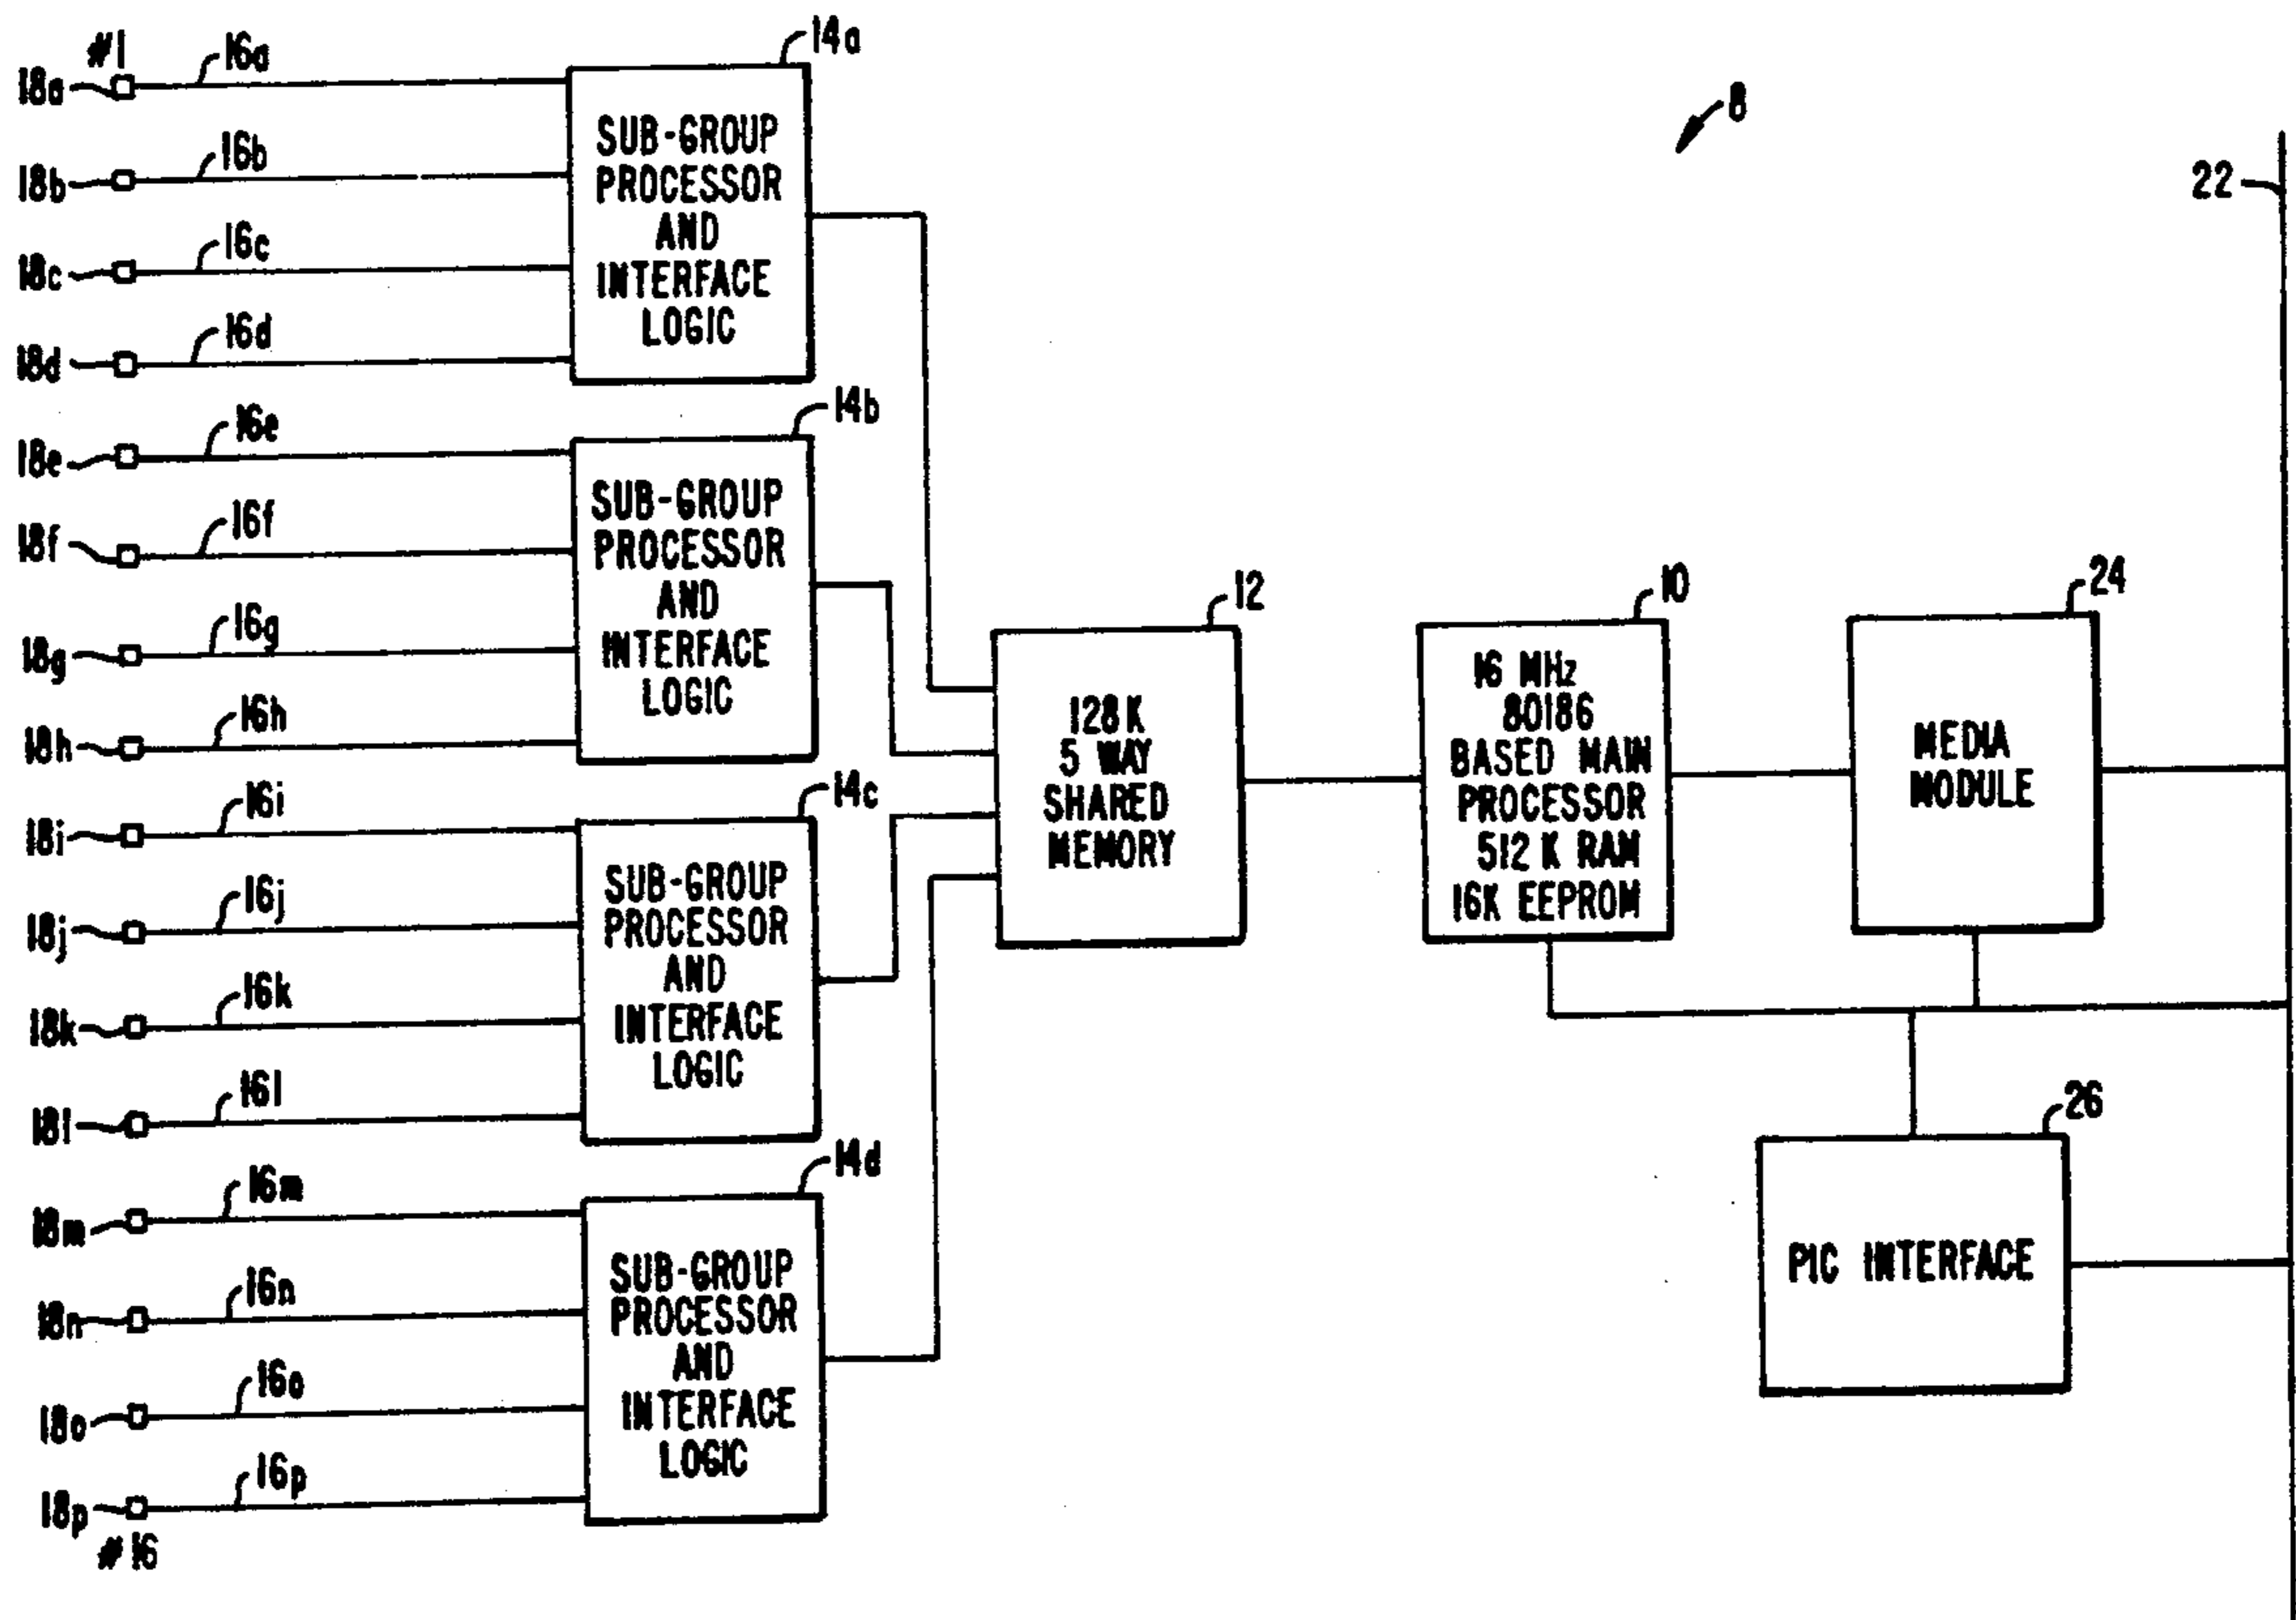 #1
18a
16a
18b
16b
18c
16c
18d
16d
14a
SUB-GROUP
PROCESSOR
AND
INTERFACE
LOGIC
18e
16e
18f
16f
18g
16g
18h
16h
14b
SUB-GROUP
PROCESSOR
AND
INTERFACE
LOGIC
18i
16i
18j
16j
18k
16k
18l
16l
14c
SUB-GROUP
PROCESSOR
AND
INTERFACE
LOGIC
18m
16m
18n
16n
18o
16o
18p
16p
#16
14d
SUB-GROUP
PROCESSOR
AND
INTERFACE
LOGIC
12
128K
5 WAY
SHARED
MEMORY
10
16 MHz
80186
BASED MAIN
PROCESSOR
512 K RAM
16K EEPROM
8
22
24
MEDIA
MODULE
26
PIC INTERFACE